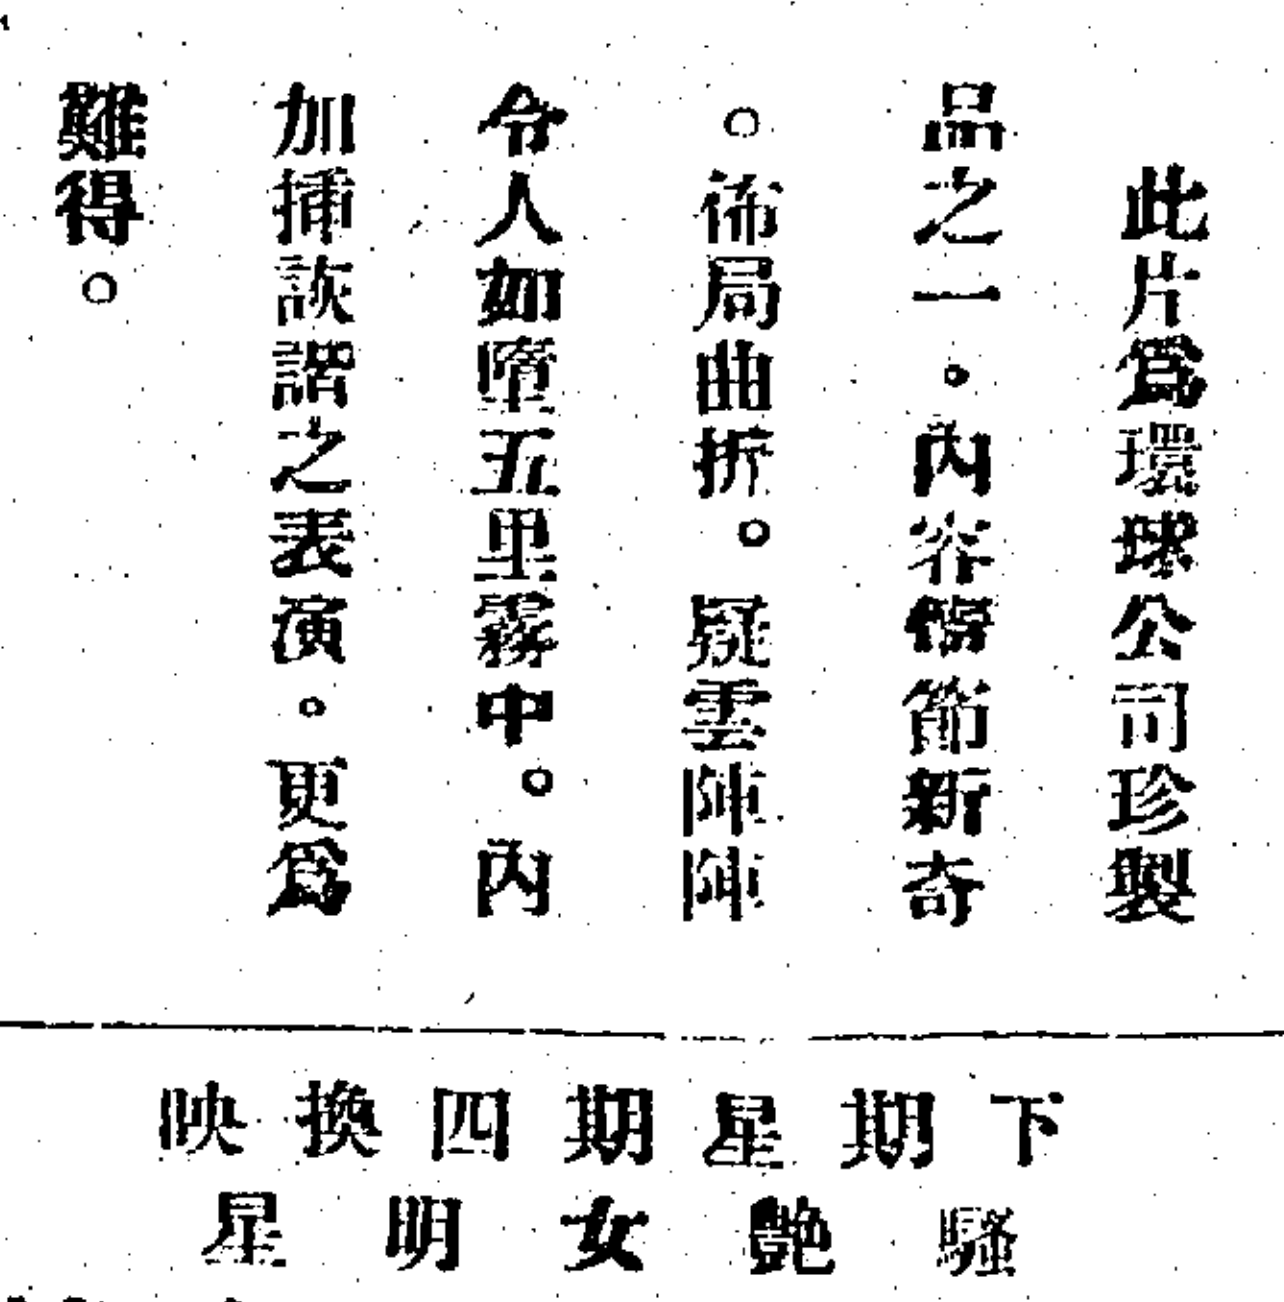 此片爲環球公司珍製
品之一。內容情節新奇
。佈局曲折。疑雲陣陣
令人如墮五里霧中。內
加揷詼諧之表演。更爲
難得。
下期星期四換映
騷艷女明星